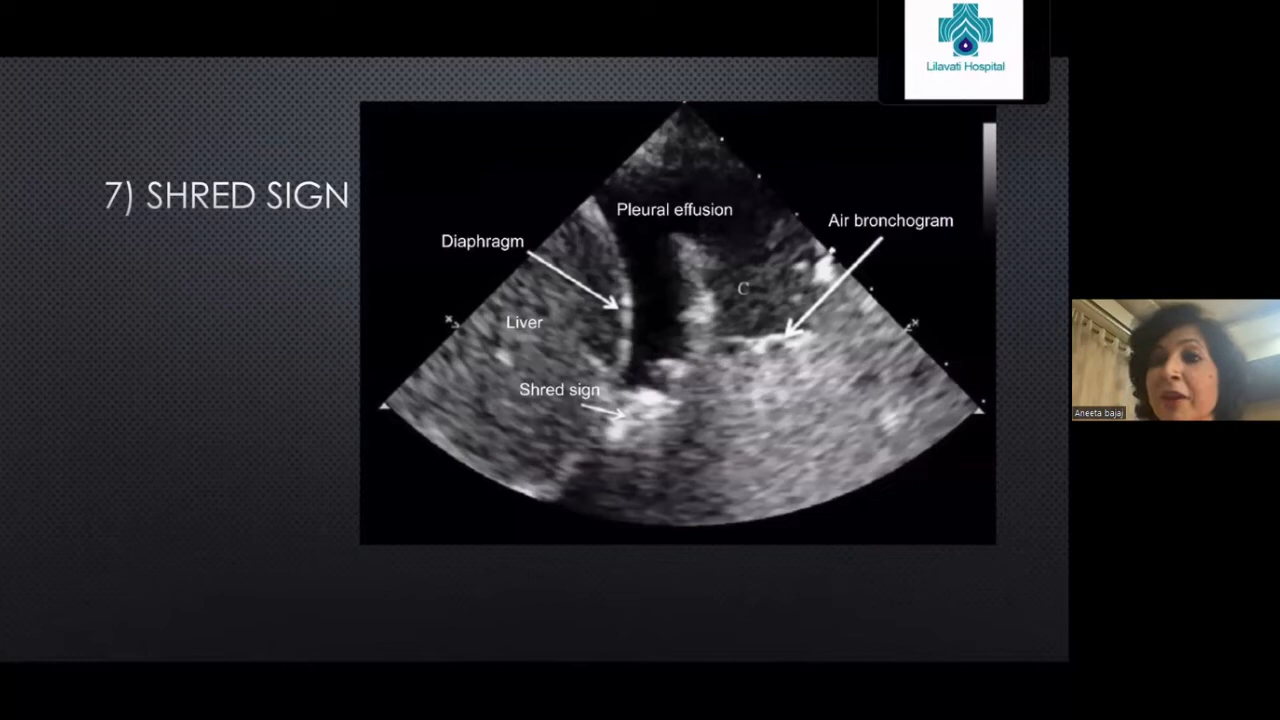 Lilavati Hospital
7) SHRED SIGN
Pleural effusion
Air bronchogram
Diaphragm
C
Liver
Shred sign
Aneeta bajaj